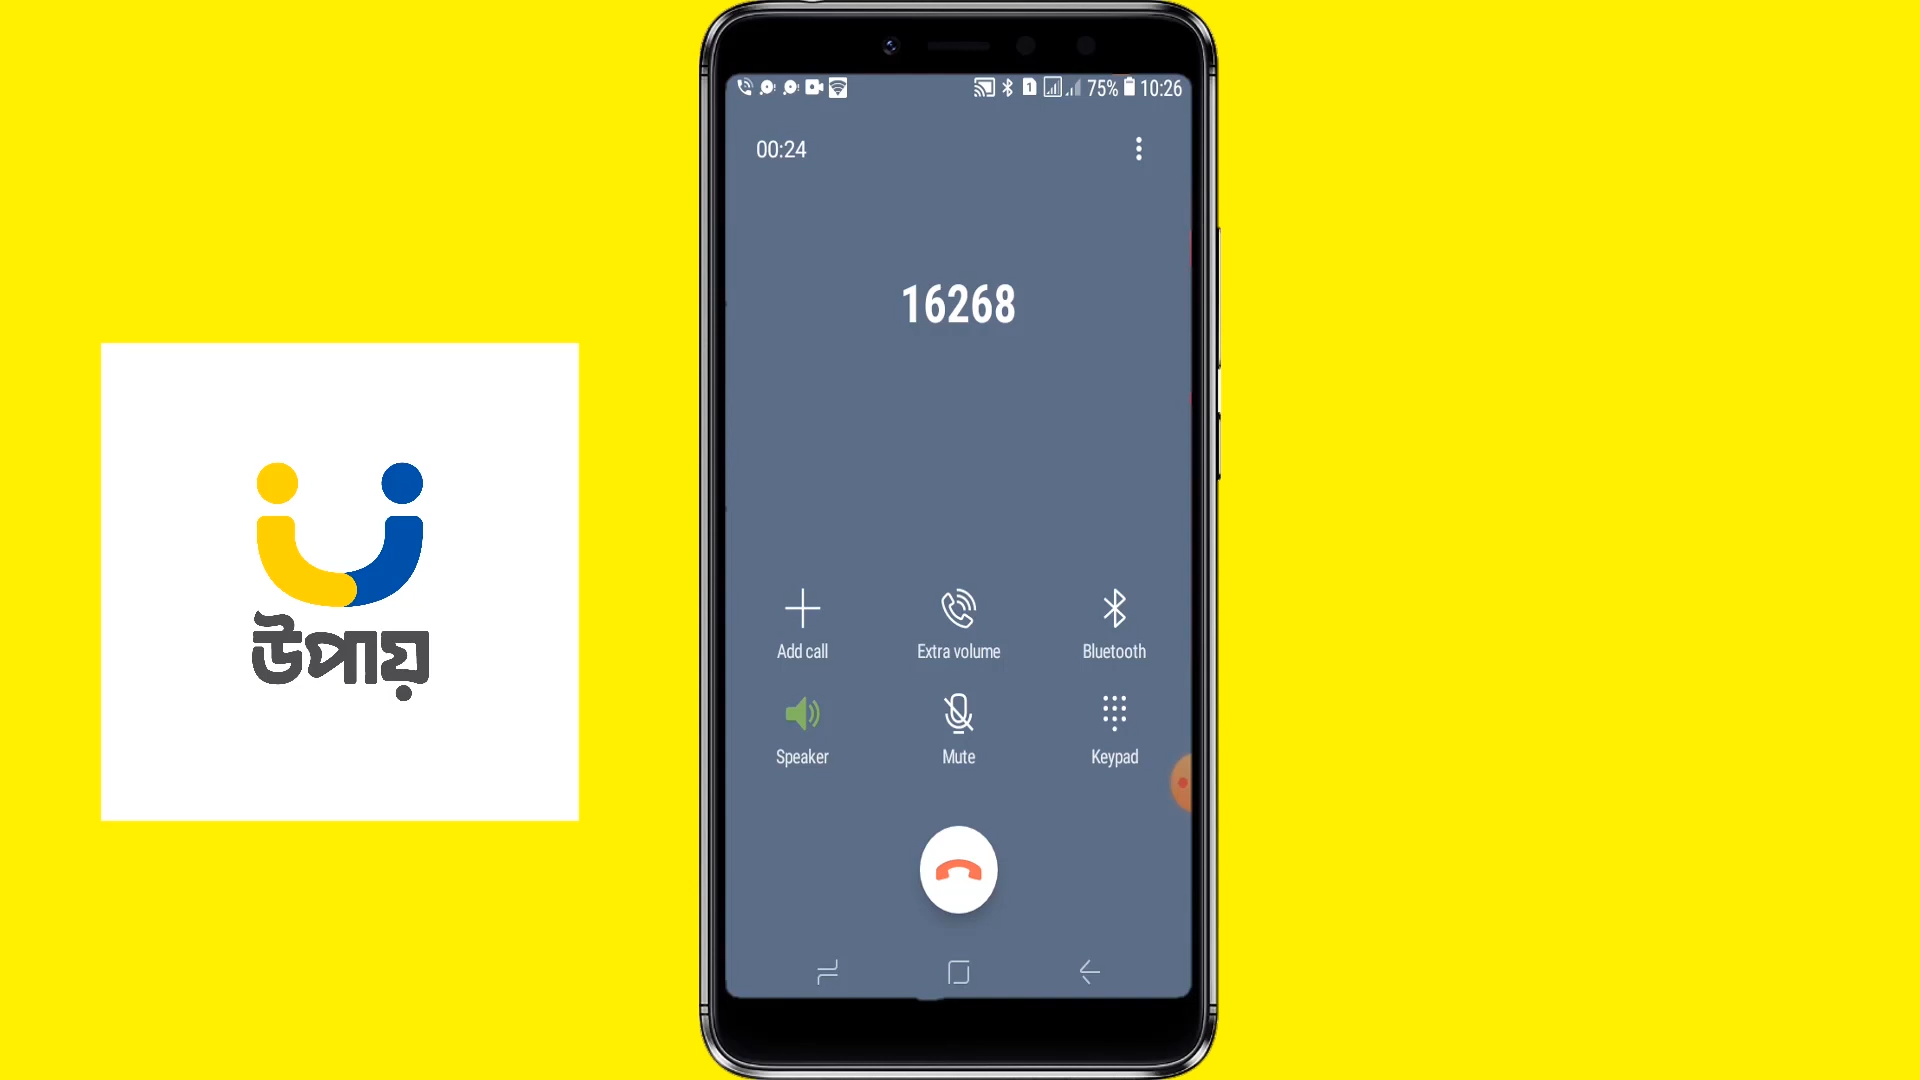 75% 10:26
00:24
16268
Add call Extra volume Bluetooth
Speaker Mute Keypad
উপায়